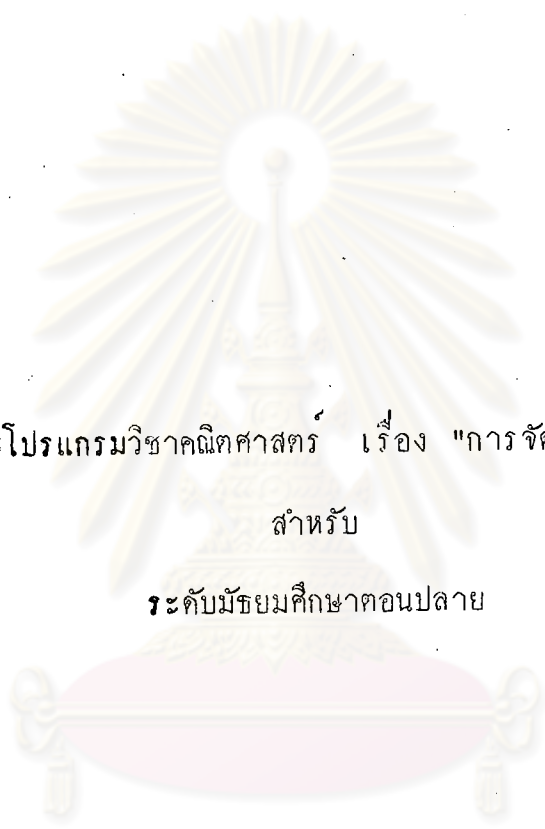 โปรแกรมวิชาคณิตศาสตร์ เรื่อง "การจัด
สำหรับ
ระดับมัธยมศึกษาตอนปลาย